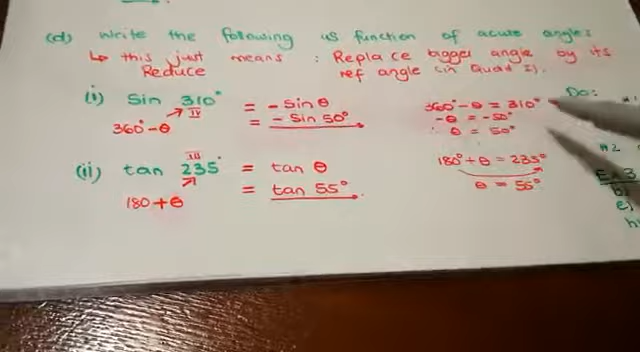 (d) Write the following as function of acute angles
↳ this just means : Replace bigger angle by its
Reduce ref angle (in Quad I).
(i) Sin 310° = - Sin θ
IV
360° - θ = - Sin 50°
360° - θ = 310°
-θ = -50°
∴ θ = 50°
Do:
(ii) tan 235° = tan θ
III
180 + θ = tan 55°
180° + θ = 235°
θ = 55°
#2
Ex 3
b)
e)
h